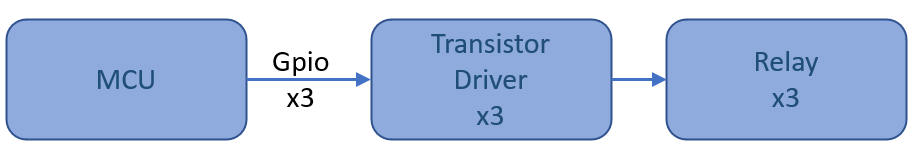 MCU
Gpio
x3
Transistor
Driver
x3
Relay
x3